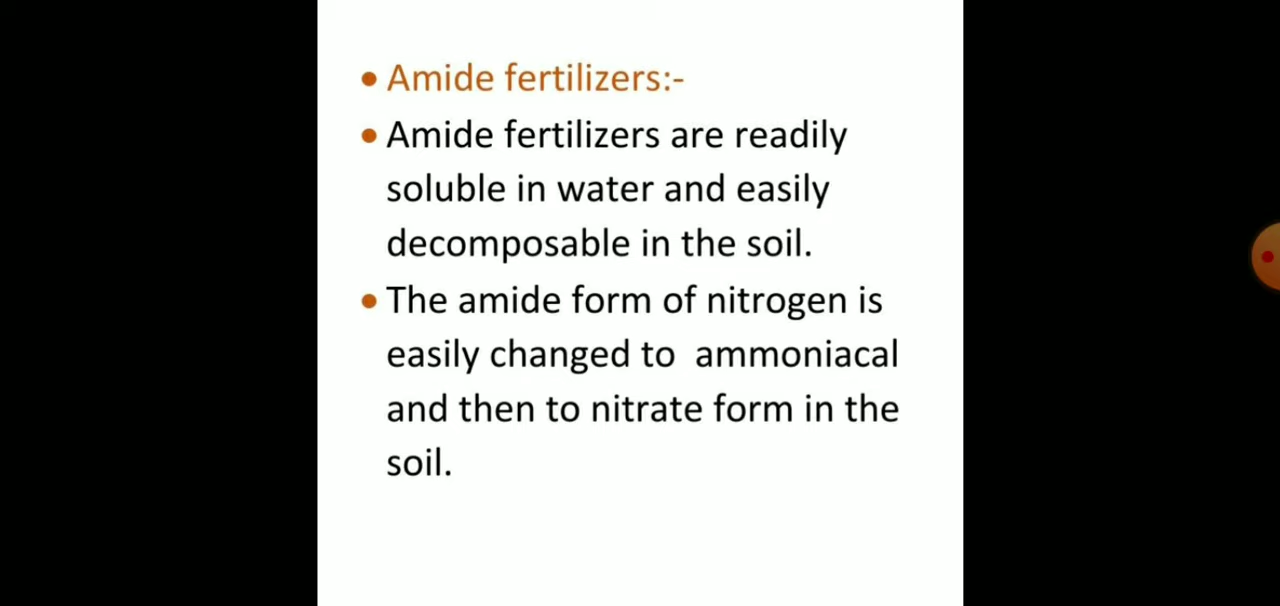 • Amide fertilizers:-
• Amide fertilizers are readily
soluble in water and easily
decomposable in the soil.
• The amide form of nitrogen is
easily changed to  ammoniacal
and then to nitrate form in the
soil.